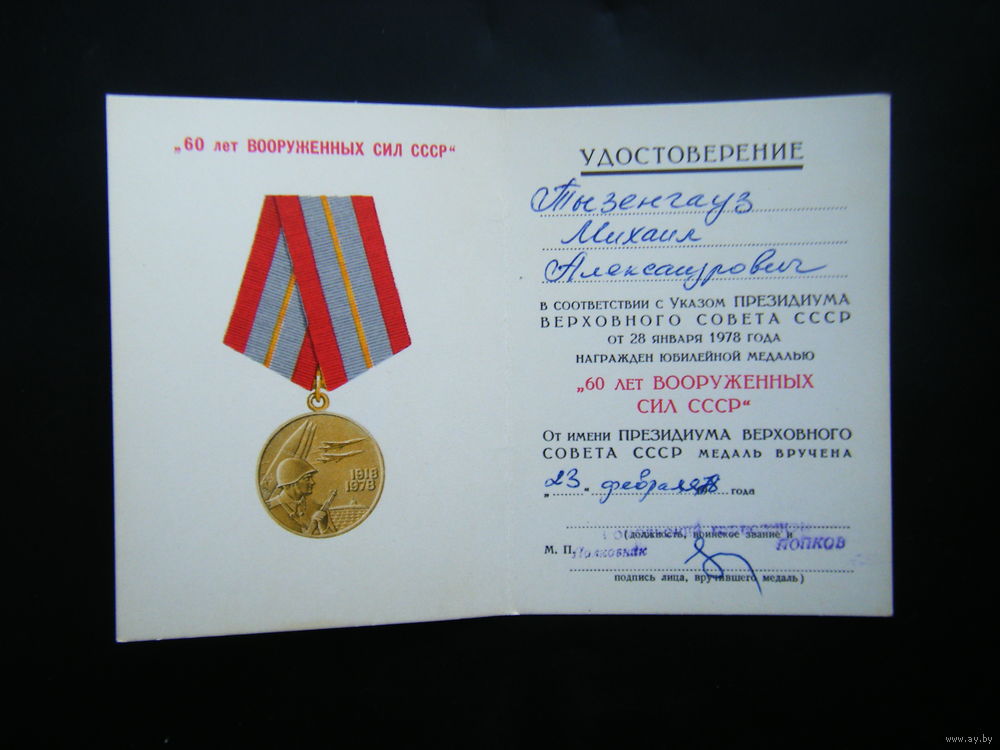 „60 лет ВООРУЖЕННЫХ СИЛ СССР“
1918
1978
УДОСТОВЕРЕНИЕ
Тызенгауз
Михаил
Александрович
в соответствии с Указом ПРЕЗИДИУМА
ВЕРХОВНОГО СОВЕТА СССР
от 28 января 1978 года
награжден юбилейной медалью
„60 лет ВООРУЖЕННЫХ
СИЛ СССР“
От имени ПРЕЗИДИУМА ВЕРХОВНОГО
СОВЕТА СССР медаль вручена
„23“ февраля 1978 года
(должность, воинское звание и
М. П. Полковник ПОПКОВ
подпись лица, вручившего медаль)
www.ay.by